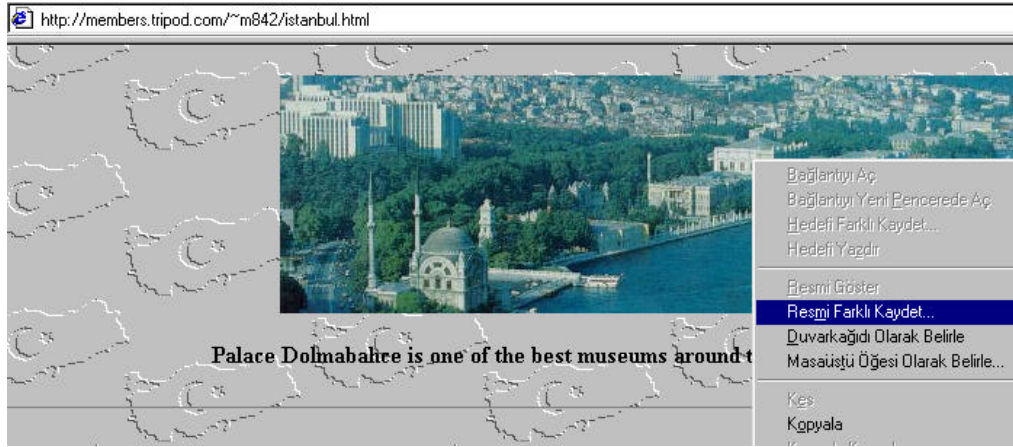 http://members.tripod.com/~m842/istanbul.html
Bağlantıyı Aç
Bağlantıyı Yeni Pencerede Aç
Hedefi Farklı Kaydet...
Hedefi Yazdır
Resmi Göster
Resmi Farklı Kaydet...
Duvarkağıdı Olarak Belirle
Masaüstü Öğesi Olarak Belirle...
Kes
Kopyala
Palace Dolmabahce is one of the best museums around